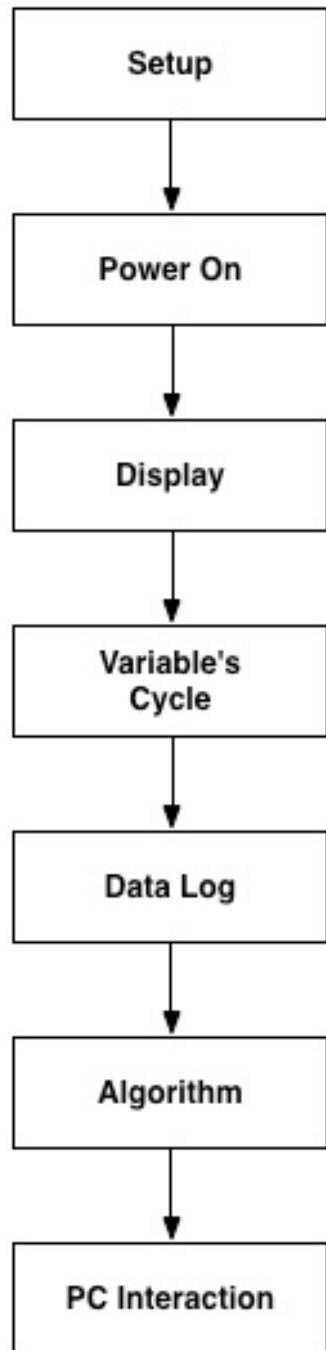 Setup
Power On
Display
Variable's
Cycle
Data Log
Algorithm
PC Interaction